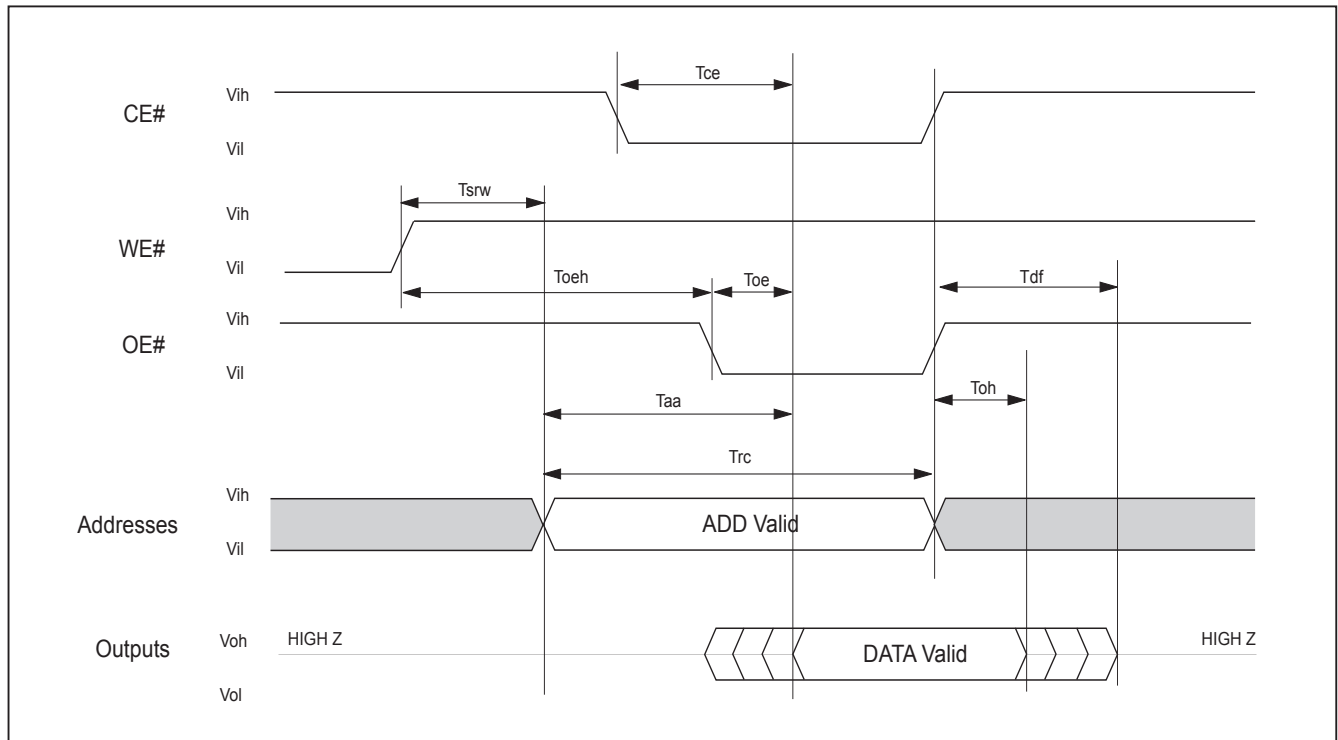 Tce
CE#
Vih
Vil
Tsrw
WE#
Vih
Vil
Toeh
Toe
Tdf
OE#
Vih
Vil
Taa
Toh
Trc
Addresses
Vih
Vil
ADD Valid
Outputs
Voh
Vol
HIGH Z
DATA Valid
HIGH Z